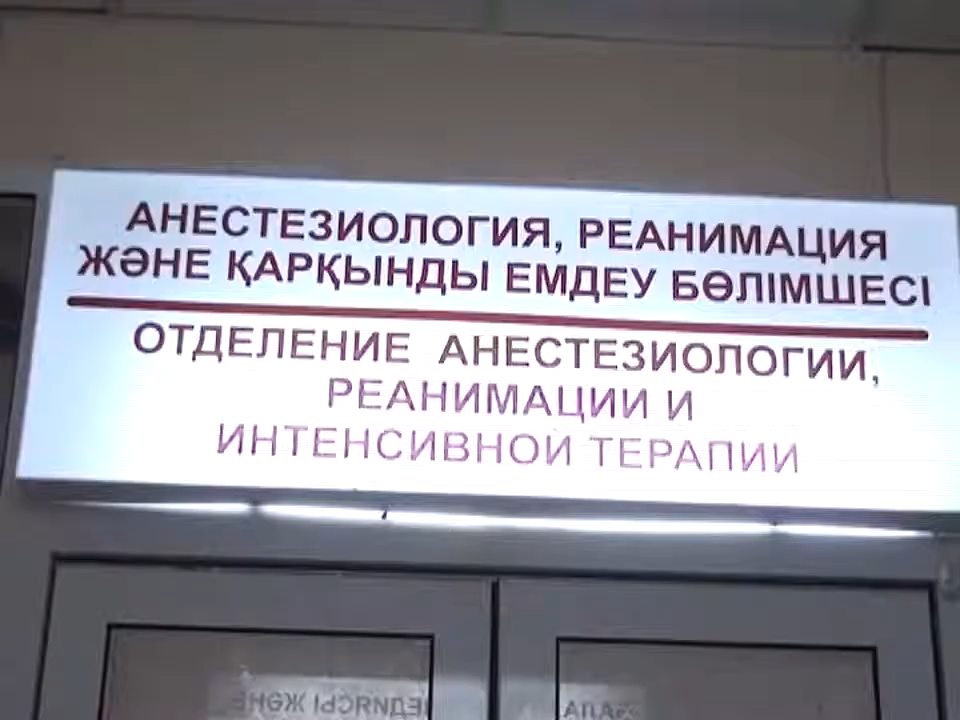 АНЕСТЕЗИОЛОГИЯ, РЕАНИМАЦИЯ
ЖӘНЕ ҚАРҚЫНДЫ ЕМДЕУ БӨЛІМШЕСІ
ОТДЕЛЕНИЕ АНЕСТЕЗИОЛОГИИ,
РЕАНИМАЦИИ И
ИНТЕНСИВНОЙ ТЕРАПИИ